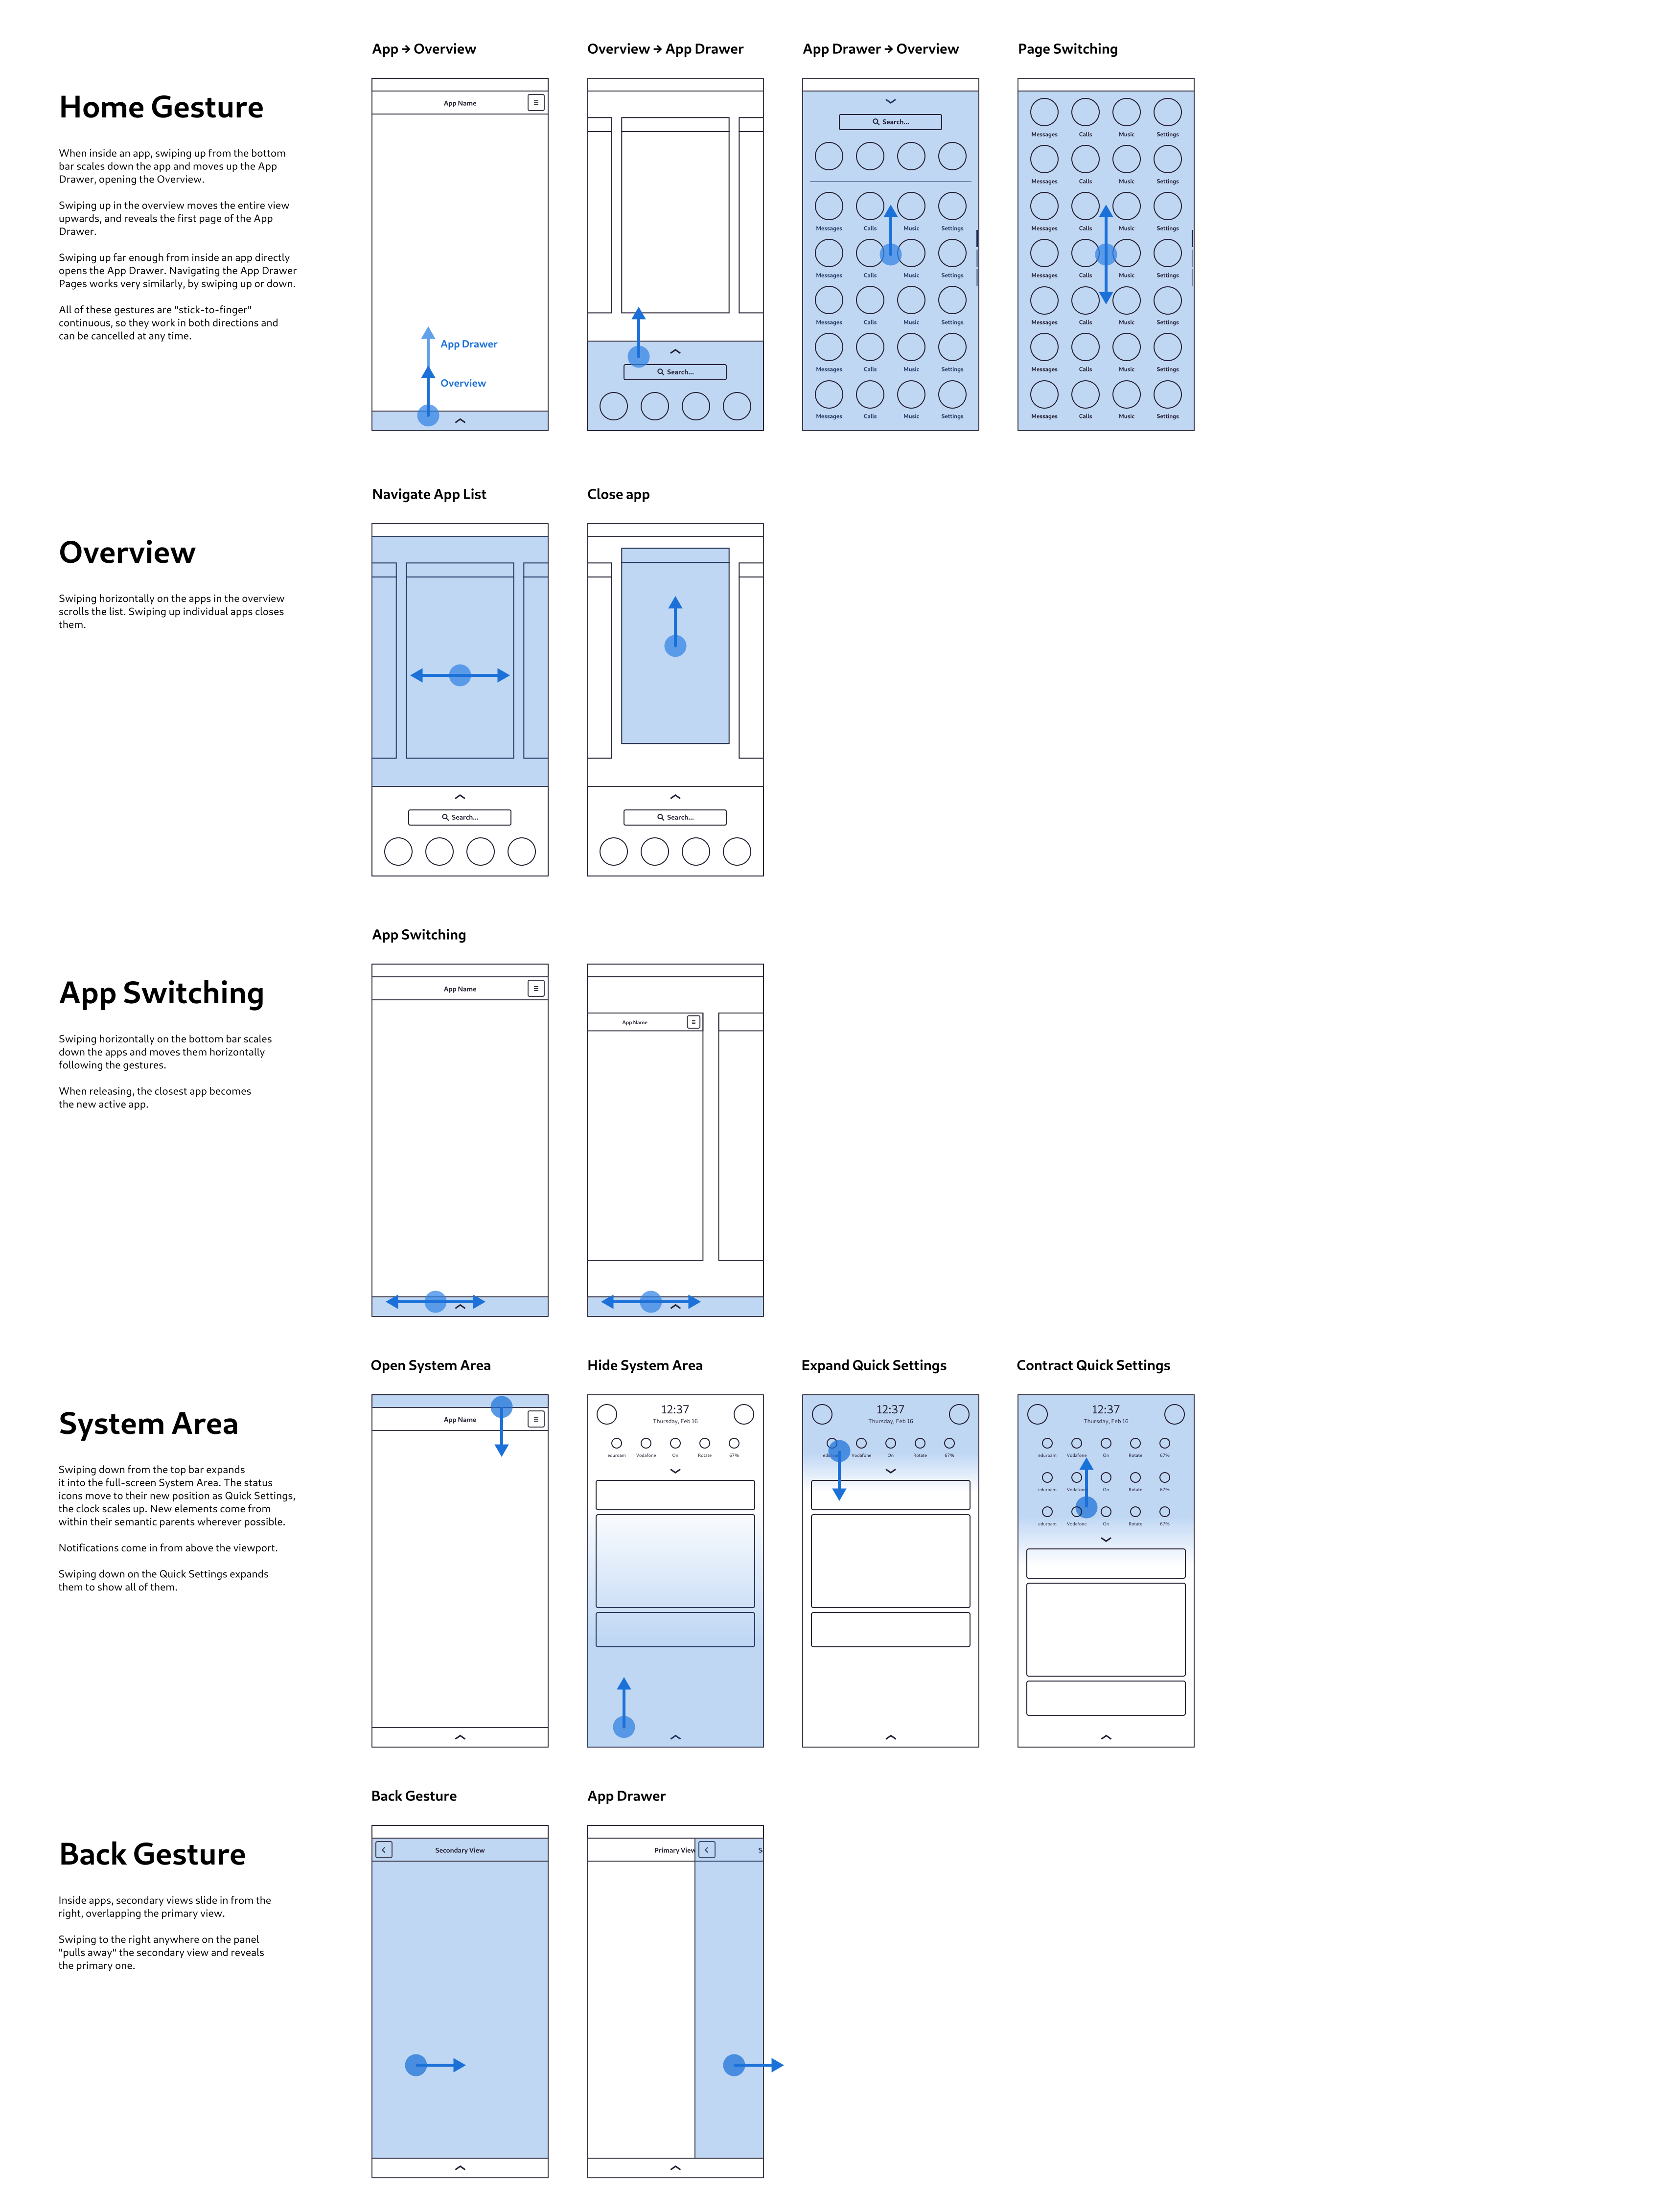 App → Overview
Overview → App Drawer
App Drawer → Overview
Page Switching
Home Gesture
When inside an app, swiping up from the bottom
bar scales down the app and moves up the App
Drawer, opening the Overview.
Swiping up in the overview moves the entire view
upwards, and reveals the first page of the App
Drawer.
Swiping up far enough from inside an app directly
opens the App Drawer. Navigating the App Drawer
Pages works very similarly, by swiping up or down.
All of these gestures are "stick-to-finger"
continuous, so they work in both directions and
can be cancelled at any time.
App Name
App Drawer
Overview
Search...
Search...
Messages Calls Music Settings
Messages Calls Music Settings
Messages Calls Music Settings
Messages Calls Music Settings
Messages Calls Music Settings
Messages Calls Music Settings
Messages Calls Music Settings
Messages Calls Music Settings
Messages Calls Music Settings
Messages Calls Music Settings
Messages Calls Music Settings
Messages Calls Music Settings
Navigate App List
Close app
Overview
Swiping horizontally on the apps in the overview
scrolls the list. Swiping up individual apps closes
them.
Search...
Search...
App Switching
App Switching
Swiping horizontally on the bottom bar scales
down the apps and moves them horizontally
following the gestures.
When releasing, the closest app becomes
the new active app.
App Name
App Name
Open System Area
Hide System Area
Expand Quick Settings
Contract Quick Settings
System Area
Swiping down from the top bar expands
it into the full-screen System Area. The status
icons move to their new position as Quick Settings,
the clock scales up. New elements come from
within their semantic parents wherever possible.
Notifications come in from above the viewport.
Swiping down on the Quick Settings expands
them to show all of them.
App Name
12:37
Thursday, Feb 16
eduroam Vodafone On Rotate 67%
12:37
Thursday, Feb 16
Vodafone On Rotate 67%
12:37
Thursday, Feb 16
eduroam Vodafone On Rotate 67%
eduroam Vodafone On Rotate 67%
eduroam Vodafone On Rotate 67%
Back Gesture
App Drawer
Back Gesture
Inside apps, secondary views slide in from the
right, overlapping the primary view.
Swiping to the right anywhere on the panel
"pulls away" the secondary view and reveals
the primary one.
Secondary View
Primary View
S